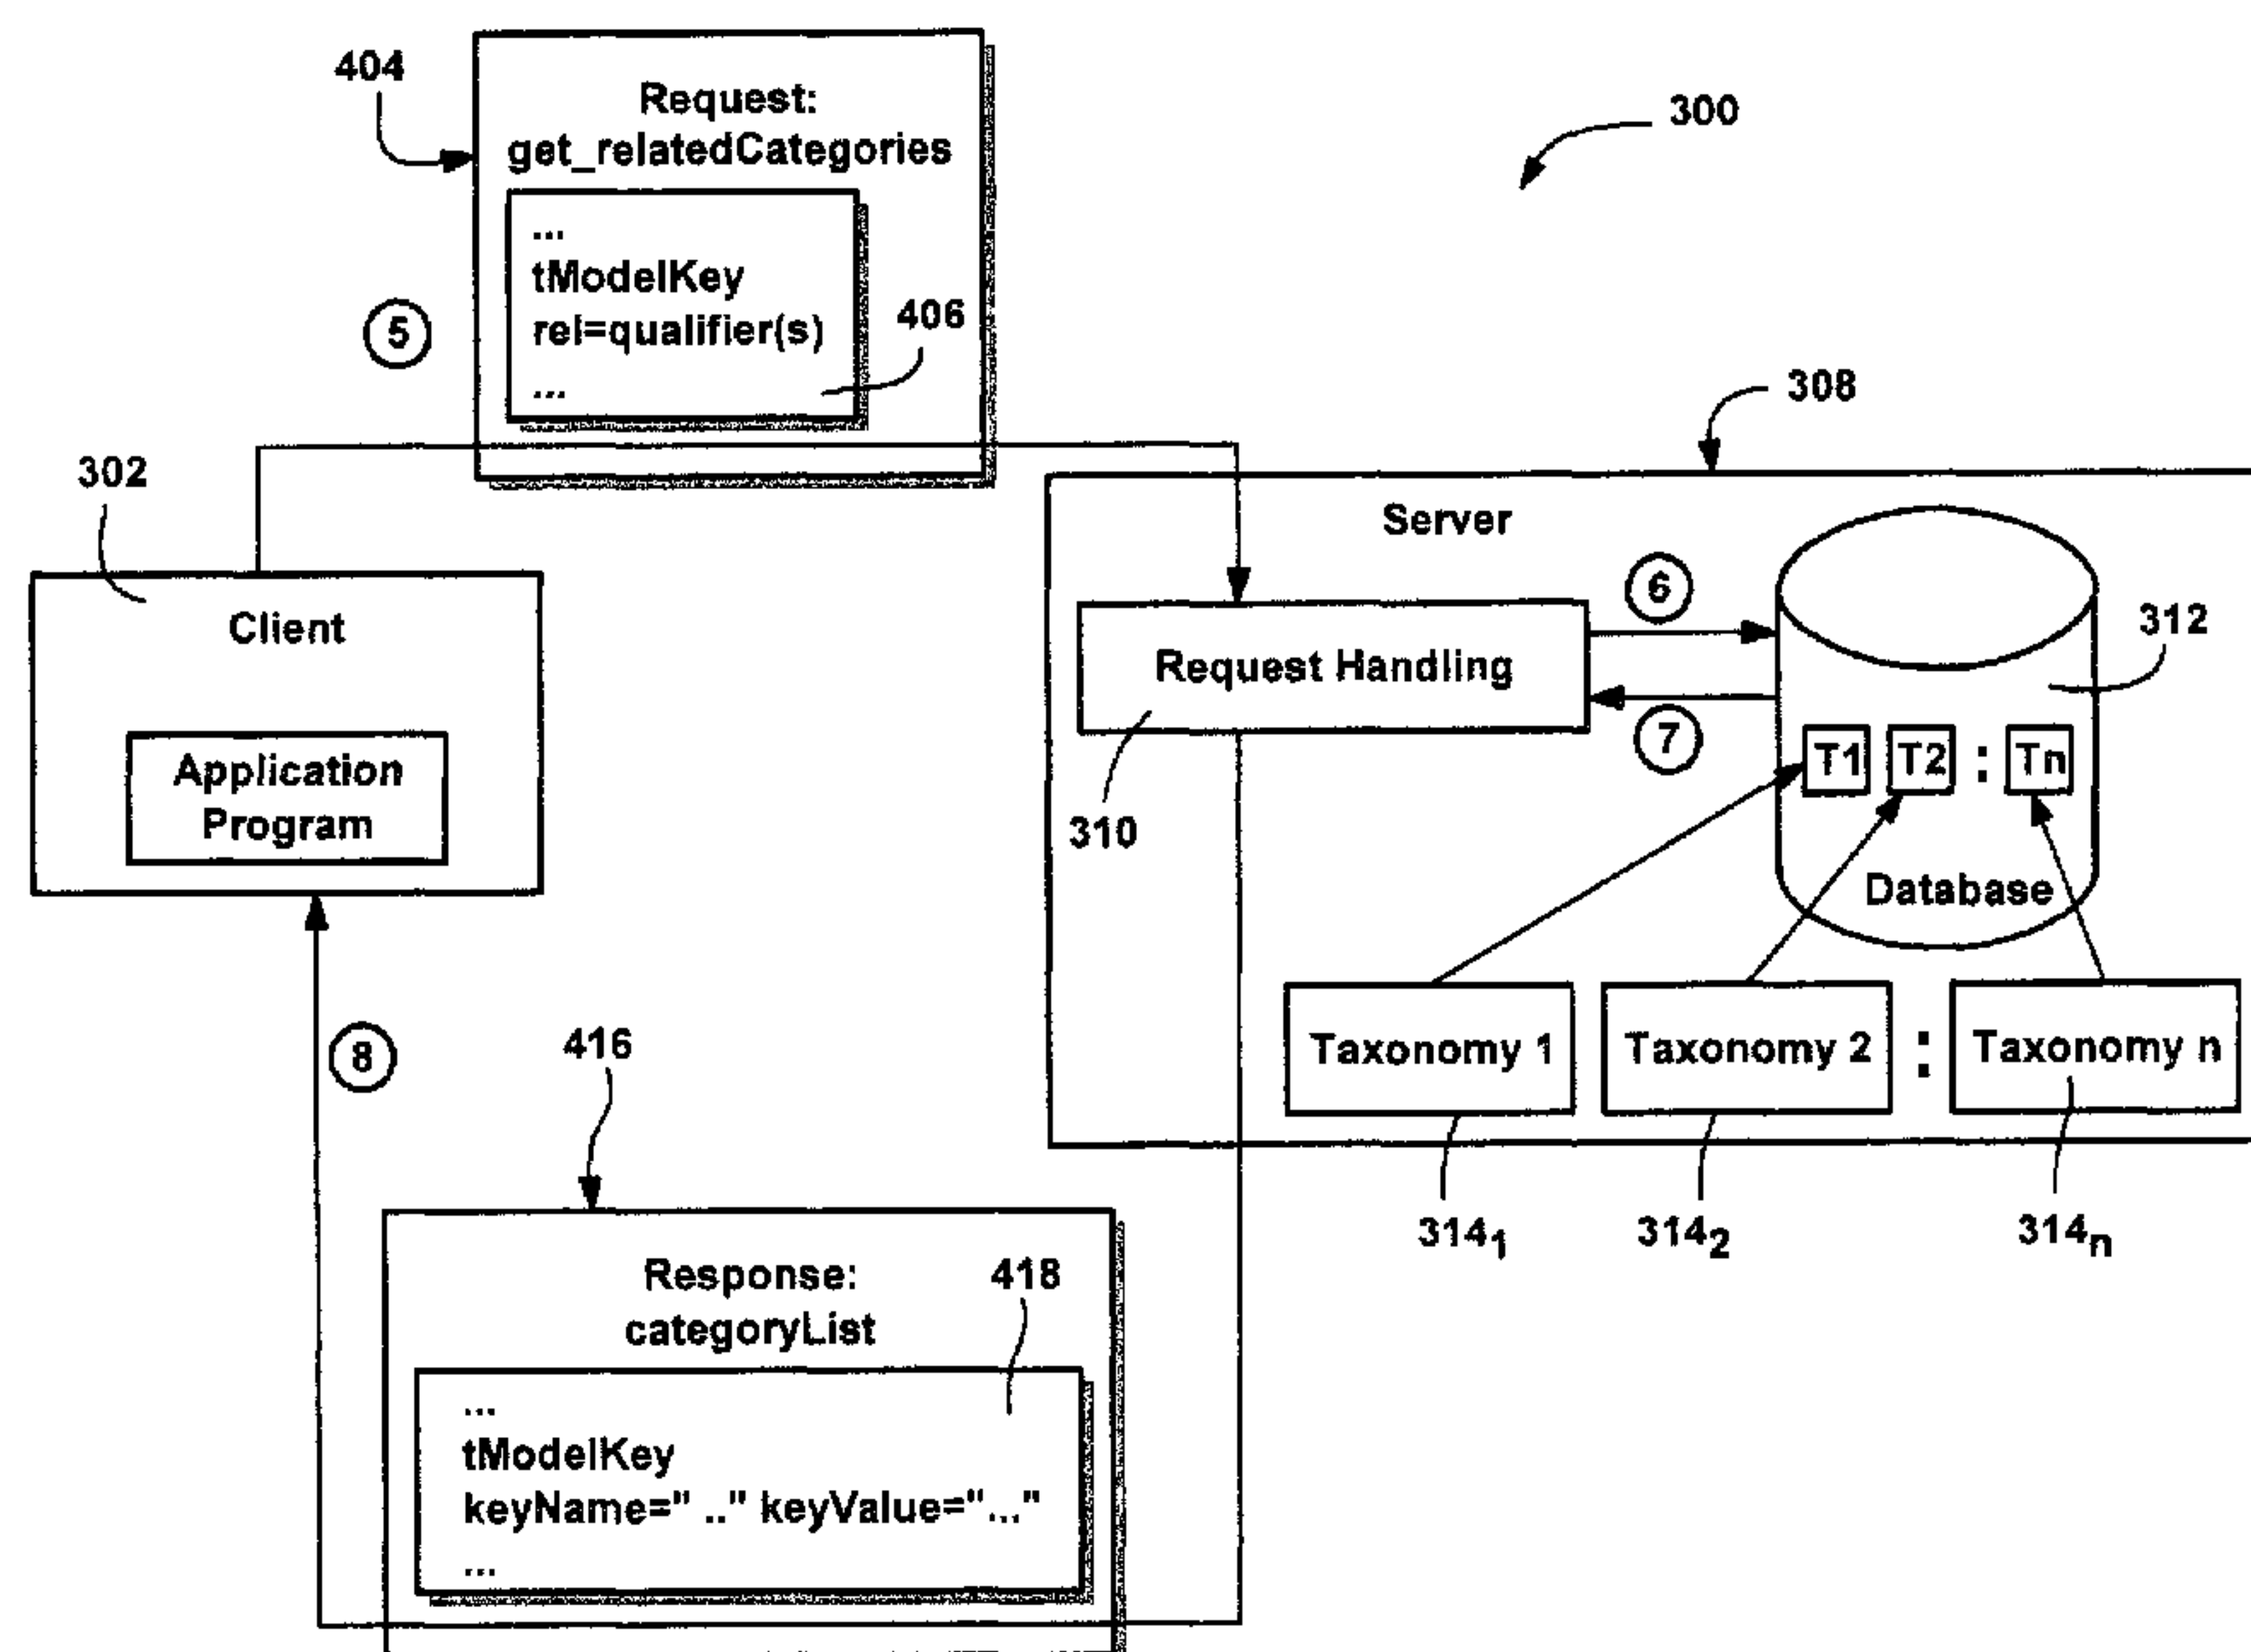 404
Request:
get_relatedCategories
...
tModelKey
rel=qualifier(s)
...
406
5
300
308
302
Client
Application
Program
Server
Request Handling
310
6
7
312
T1 T2 : Tn
Database
Taxonomy 1 Taxonomy 2 : Taxonomy n
314₁ 314₂ 314ₙ
8
416
Response:
categoryList
418
...
tModelKey
keyName=" .." keyValue="..."
...